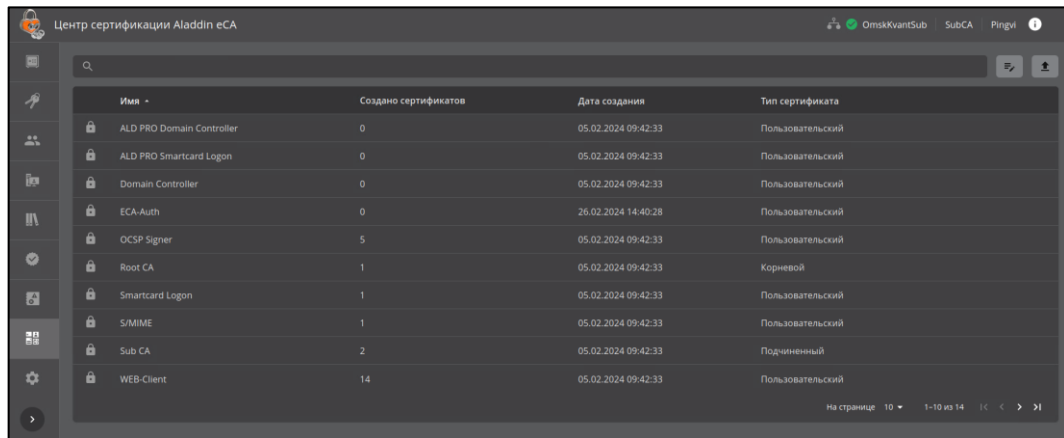 Центр сертификации Aladdin eCA OmskKvantSub SubCA Pingvi
Имя Создано сертификатов Дата создания Тип сертификата
ALD PRO Domain Controller 0 05.02.2024 09:42:33 Пользовательский
ALD PRO Smartcard Logon 0 05.02.2024 09:42:33 Пользовательский
Domain Controller 0 05.02.2024 09:42:33 Пользовательский
ECA-Auth 0 26.02.2024 14:40:28 Пользовательский
OCSP Signer 5 05.02.2024 09:42:33 Пользовательский
Root CA 1 05.02.2024 09:42:33 Корневой
Smartcard Logon 1 05.02.2024 09:42:33 Пользовательский
S/MIME 1 05.02.2024 09:42:33 Пользовательский
Sub CA 2 05.02.2024 09:42:33 Подчиненный
WEB-Client 14 05.02.2024 09:42:33 Пользовательский
На странице 10 1–10 из 14